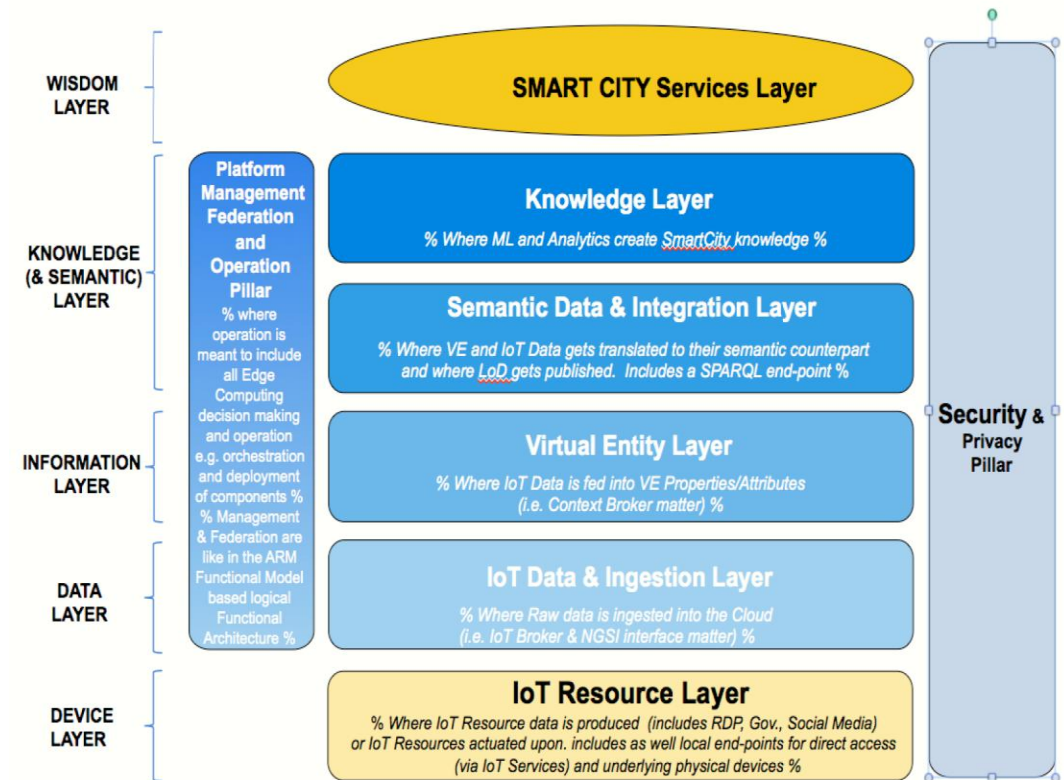 WISDOM
LAYER
SMART CITY Services Layer
KNOWLEDGE
(& SEMANTIC)
LAYER
Platform
Management
Federation
and
Operation
Pillar
% where
operation is
meant to include
all Edge
Computing
decision making
and operation
e.g. orchestration
and deployment
of components %
% Management
& Federation are
like in the ARM
Functional Model
based logical
Functional
Architecture %
Knowledge Layer
% Where ML and Analytics create SmartCity knowledge %
Semantic Data & Integration Layer
% Where VE and IoT Data gets translated to their semantic counterpart
and where LoD gets published. Includes a SPARQL end-point %
INFORMATION
LAYER
Virtual Entity Layer
% Where IoT Data is fed into VE Properties/Attributes
(i.e. Context Broker matter) %
DATA
LAYER
IoT Data & Ingestion Layer
% Where Raw data is ingested into the Cloud
(i.e. IoT Broker & NGSI interface matter) %
DEVICE
LAYER
IoT Resource Layer
% Where IoT Resource data is produced (includes RDP, Gov., Social Media)
or IoT Resources actuated upon. includes as well local end-points for direct access
(via IoT Services) and underlying physical devices %
Security &
Privacy
Pillar